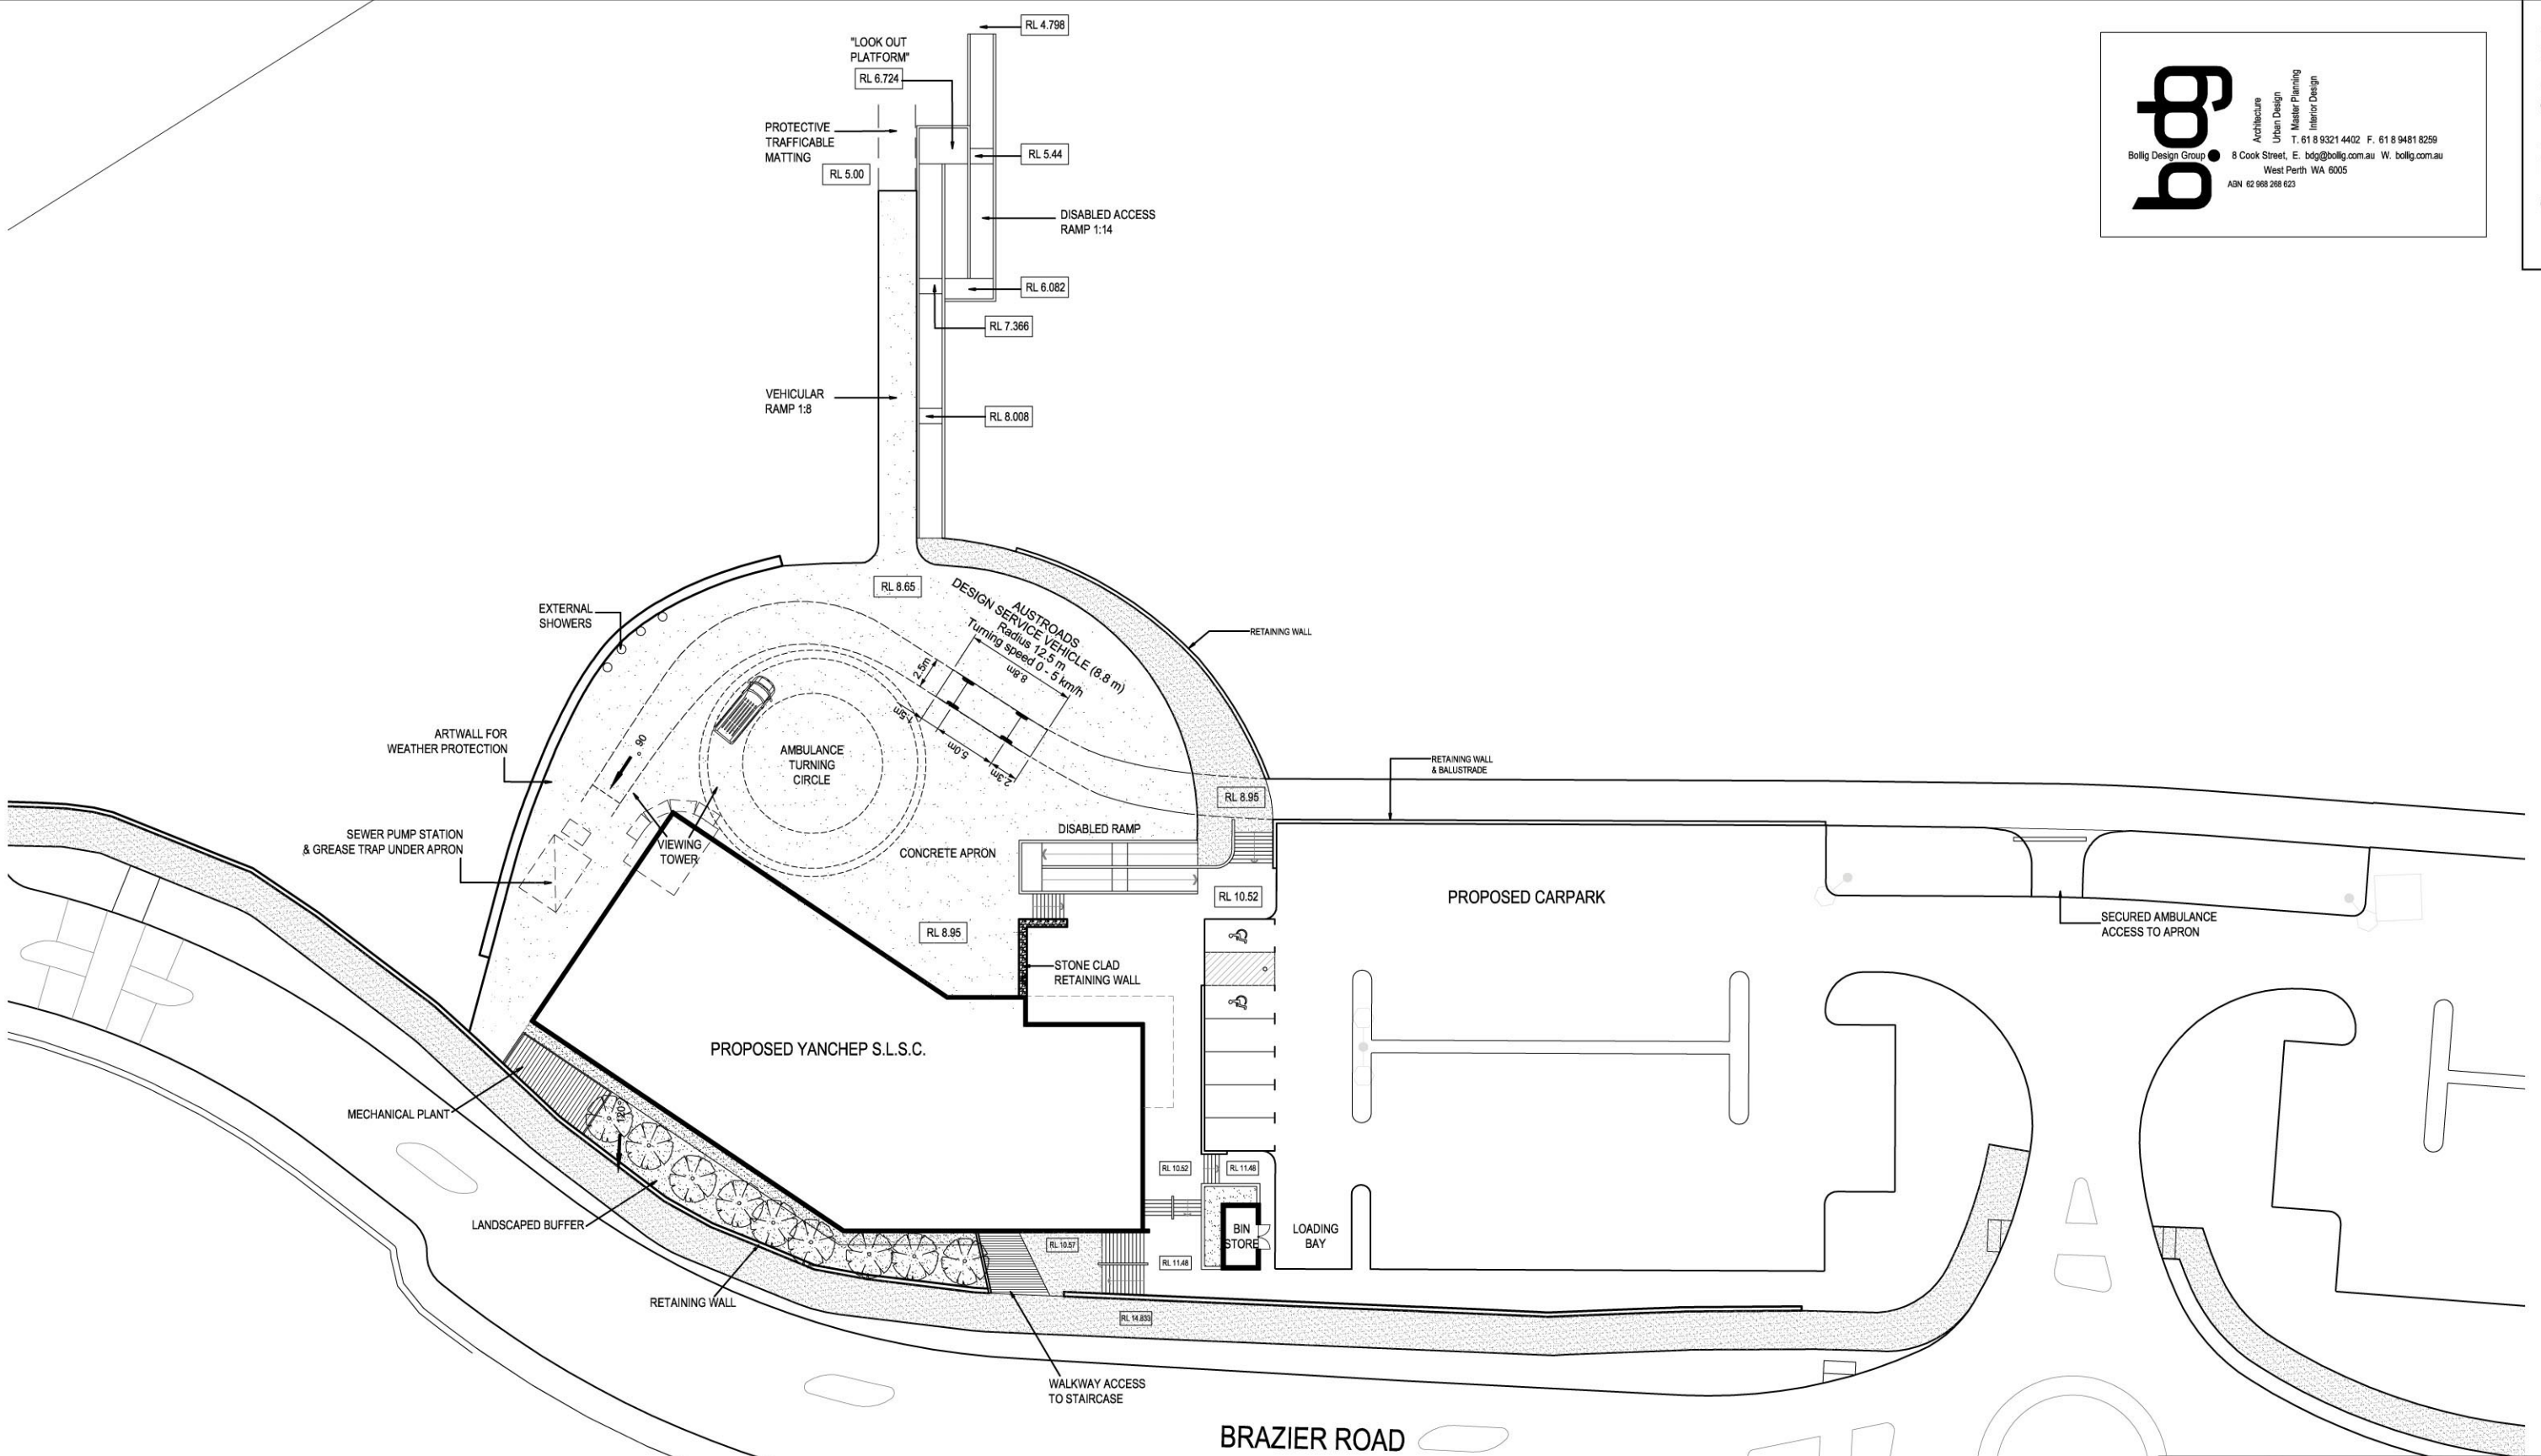 RL 4.798
"LOOK OUT
PLATFORM"
RL 6.724
PROTECTIVE
TRAFFICABLE
MATTING
RL 5.00
RL 5.44
DISABLED ACCESS
RAMP 1:14
RL 6.082
RL 7.366
VEHICULAR
RAMP 1:8
RL 8.008
b.dg
Architecture
Urban Design
Master Planning
Interior Design
T. 61 8 9321 4402 F. 61 8 9481 8259
Bollig Design Group
8 Cook Street, E. bdg@bollig.com.au W. bollig.com.au
West Perth WA 6005
ABN 62 968 268 623
RL 8.65
EXTERNAL
SHOWERS
AUSTROADS
DESIGN SERVICE VEHICLE (8.8 m)
Radius 12.5 m
Turning speed 0 - 5 km/h
8.8m
2.5m
1.5m
5.0m
2.3m
RETAINING WALL
ARTWALL FOR
WEATHER PROTECTION
90 °
AMBULANCE
TURNING
CIRCLE
RETAINING WALL
& BALUSTRADE
RL 8.95
SEWER PUMP STATION
& GREASE TRAP UNDER APRON
VIEWING
TOWER
DISABLED RAMP
CONCRETE APRON
RL 10.52
PROPOSED CARPARK
SECURED AMBULANCE
ACCESS TO APRON
RL 8.95
STONE CLAD
RETAINING WALL
PROPOSED YANCHEP S.L.S.C.
MECHANICAL PLANT
120°
RL 10.52
RL 11.48
LANDSCAPED BUFFER
BIN
STORE
LOADING
BAY
RL 10.57
RL 11.48
RETAINING WALL
RL 14.833
WALKWAY ACCESS
TO STAIRCASE
BRAZIER ROAD